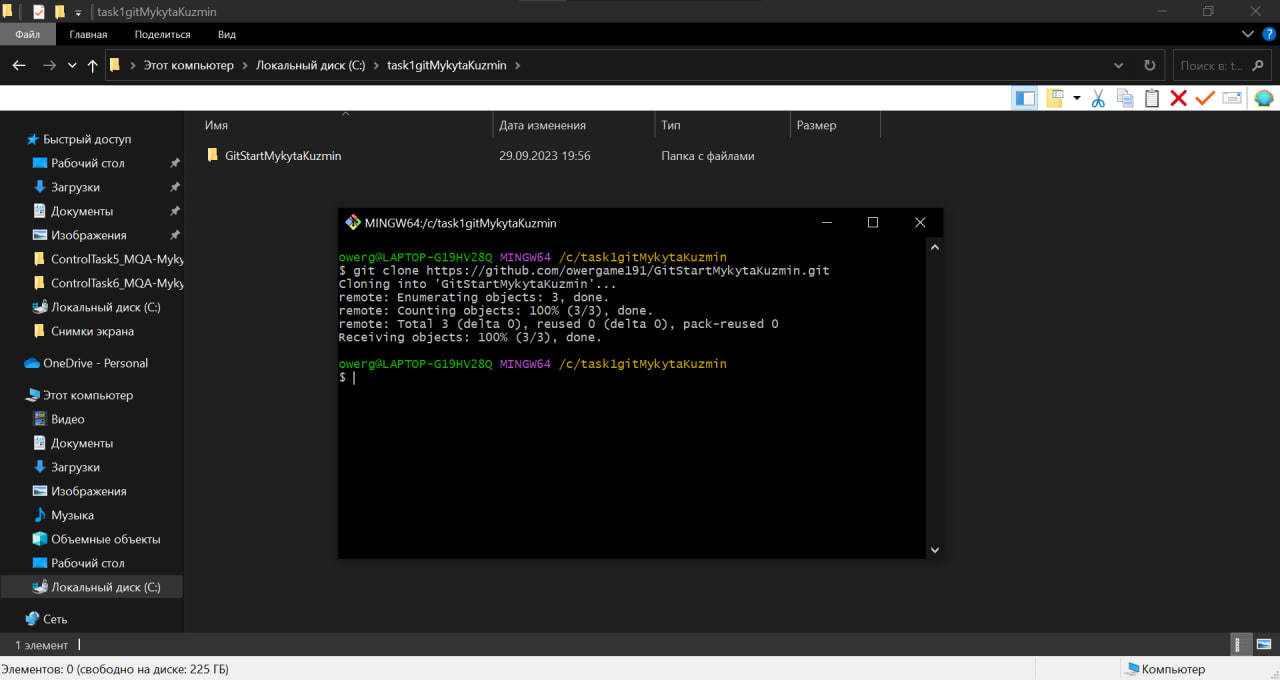 task1gitMykytaKuzmin
Файл Главная Поделиться Вид
Этот компьютер Локальный диск (C:) task1gitMykytaKuzmin
Поиск в: t...
Быстрый доступ
Рабочий стол
Загрузки
Документы
Изображения
ControlTask5_MQA-Myky
ControlTask6_MQA-Myky
Локальный диск (C:)
Снимки экрана
OneDrive - Personal
Этот компьютер
Видео
Документы
Загрузки
Изображения
Музыка
Объемные объекты
Рабочий стол
Локальный диск (C:)
Сеть
Имя Дата изменения Тип Размер
GitStartMykytaKuzmin 29.09.2023 19:56 Папка с файлами
MINGW64:/c/task1gitMykytaKuzmin
owerg@LAPTOP-G19HV28Q MINGW64 /c/task1gitMykytaKuzmin
$ git clone https://github.com/owergame191/GitStartMykytaKuzmin.git
Cloning into 'GitStartMykytaKuzmin'...
remote: Enumerating objects: 3, done.
remote: Counting objects: 100% (3/3), done.
remote: Total 3 (delta 0), reused 0 (delta 0), pack-reused 0
Receiving objects: 100% (3/3), done.
owerg@LAPTOP-G19HV28Q MINGW64 /c/task1gitMykytaKuzmin
$
1 элемент
Элементов: 0 (свободно на диске: 225 ГБ)
Компьютер